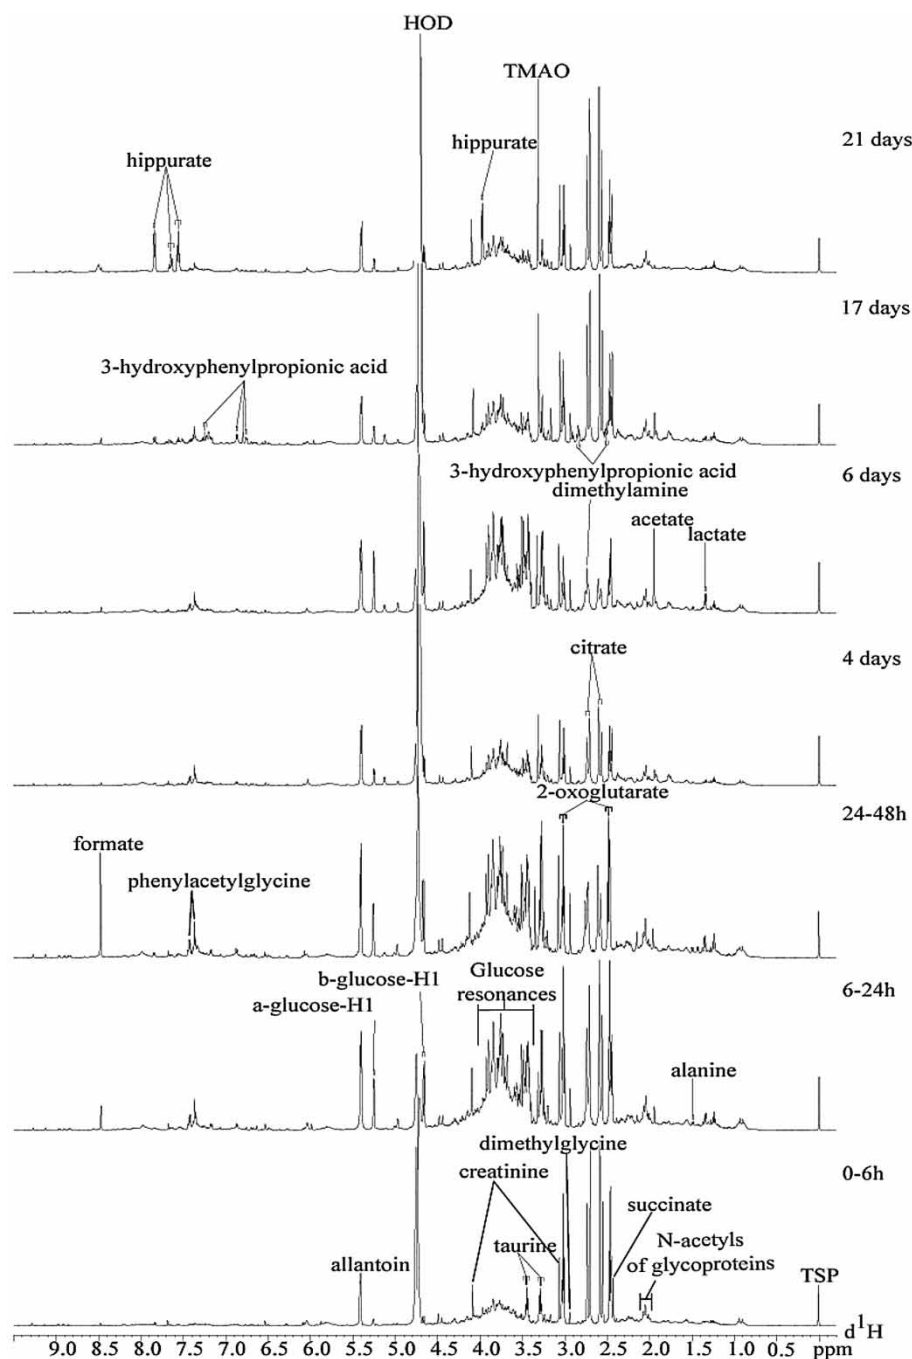 HOD
TMAO
21 days
hippurate
hippurate
17 days
3-hydroxyphenylpropionic acid
3-hydroxyphenylpropionic acid
6 days
dimethylamine
acetate
lactate
4 days
citrate
2-oxoglutarate
24-48h
formate
phenylacetylglycine
b-glucose-H1
Glucose
resonances
6-24h
a-glucose-H1
alanine
dimethylglycine
creatinine
0-6h
succinate
taurine
N-acetyls
of glycoproteins
allantoin
TSP
d¹H
9.0 8.5 8.0 7.5 7.0 6.5 6.0 5.5 5.0 4.5 4.0 3.5 3.0 2.5 2.0 1.5 1.0 0.5 ppm